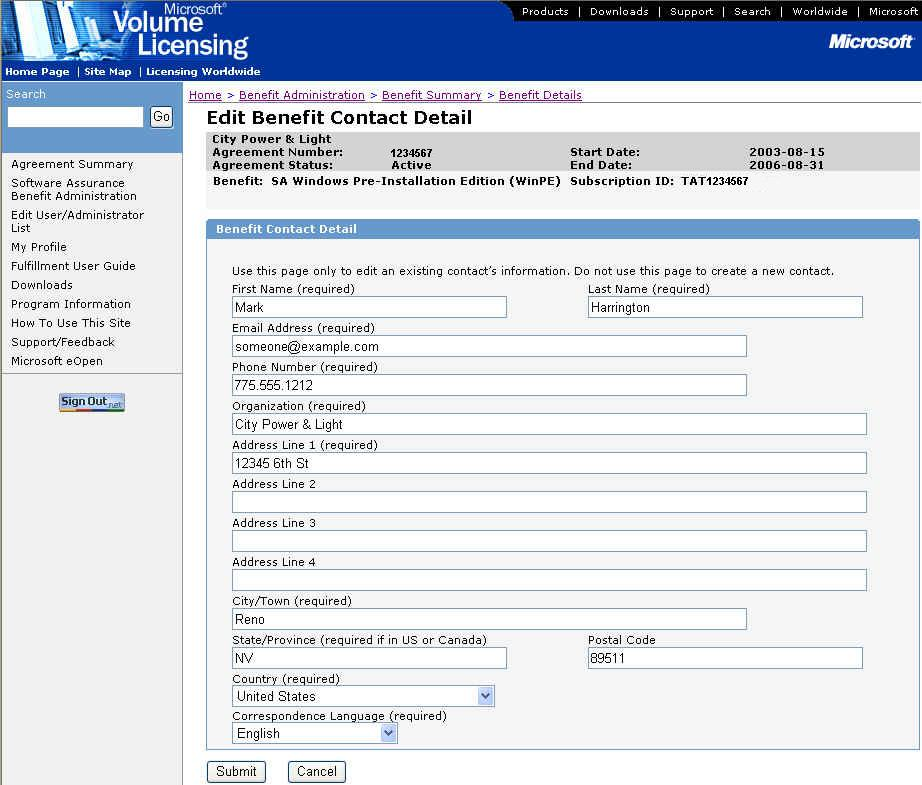 Products | Downloads | Support | Search | Worldwide | Microsoft
Microsoft®
Volume
Licensing
Microsoft
Home Page | Site Map | Licensing Worldwide
Search
Go
Agreement Summary
Software Assurance
Benefit Administration
Edit User/Administrator
List
My Profile
Fulfillment User Guide
Downloads
Program Information
How To Use This Site
Support/Feedback
Microsoft eOpen
Sign Out .net
Home > Benefit Administration > Benefit Summary > Benefit Details
Edit Benefit Contact Detail
City Power & Light
Agreement Number: 1234567 Start Date: 2003-08-15
Agreement Status: Active End Date: 2006-08-31
Benefit: SA Windows Pre-Installation Edition (WinPE) Subscription ID: TAT1234567
Benefit Contact Detail
Use this page only to edit an existing contact's information. Do not use this page to create a new contact.
First Name (required) Last Name (required)
Mark Harrington
Email Address (required)
someone@example.com
Phone Number (required)
775.555.1212
Organization (required)
City Power & Light
Address Line 1 (required)
12345 6th St
Address Line 2
Address Line 3
Address Line 4
City/Town (required)
Reno
State/Province (required if in US or Canada) Postal Code
NV 89511
Country (required)
United States
Correspondence Language (required)
English
Submit Cancel